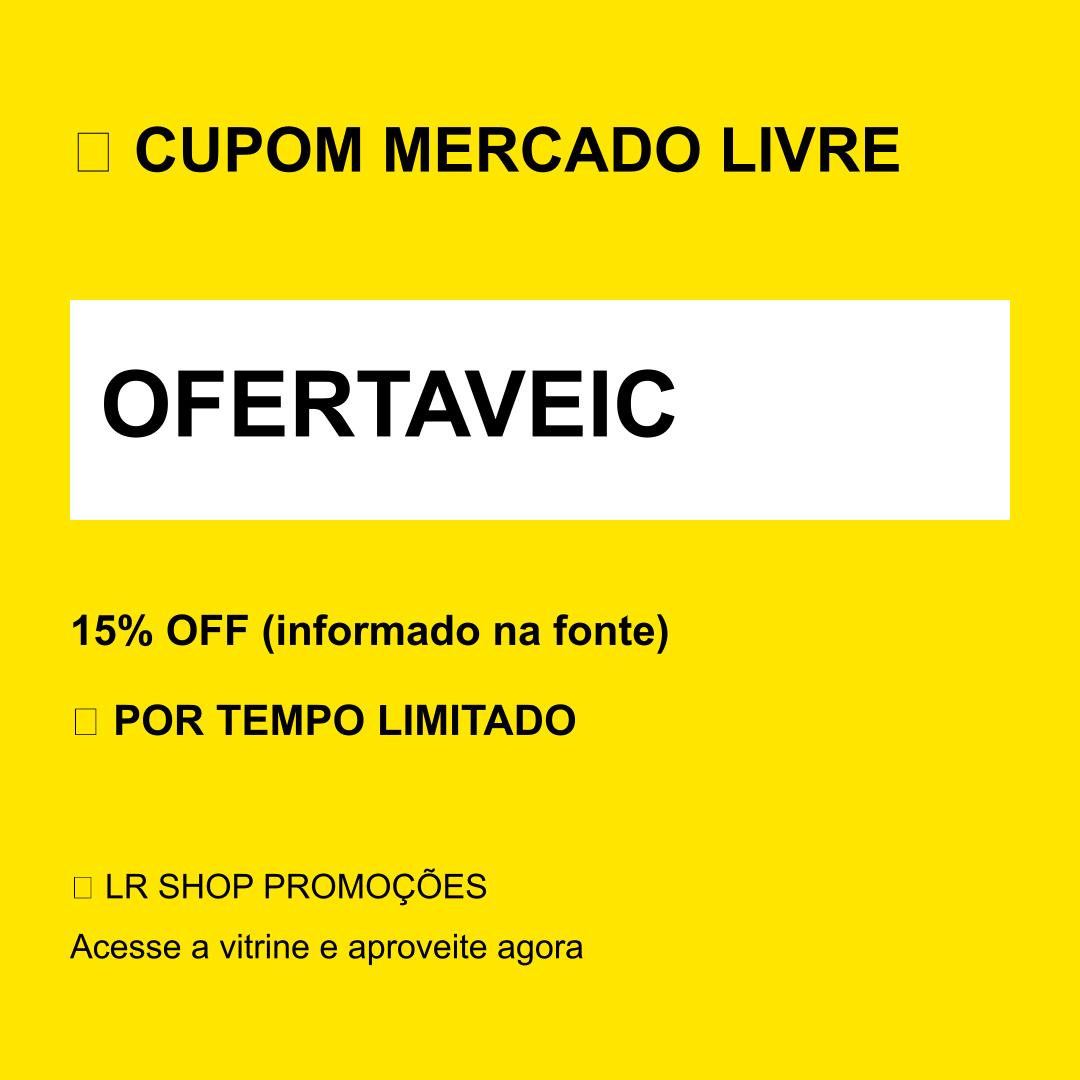 CUPOM MERCADO LIVRE
OFERTAVEIC
15% OFF (informado na fonte)
POR TEMPO LIMITADO
LR SHOP PROMOÇÕES
Acesse a vitrine e aproveite agora